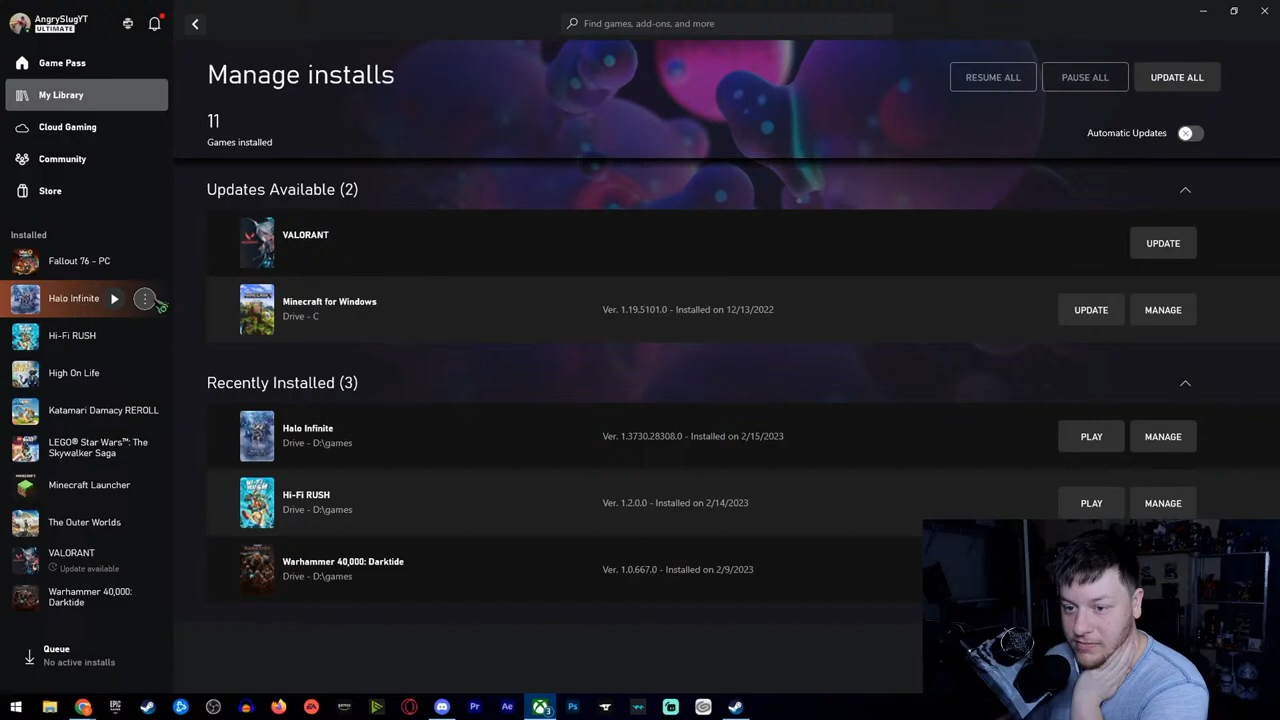 AngrySlugYT
ULTIMATE
Find games, add-ons, and more
Game Pass
My Library
Cloud Gaming
Community
Store
Installed
Fallout 76 - PC
Halo Infinite
Hi-Fi RUSH
High On Life
Katamari Damacy REROLL
LEGO® Star Wars™: The
Skywalker Saga
Minecraft Launcher
The Outer Worlds
VALORANT
Update available
Warhammer 40,000:
Darktide
Queue
No active installs
Manage installs
RESUME ALL
PAUSE ALL
UPDATE ALL
11
Games installed
Automatic Updates
Updates Available (2)
VALORANT
UPDATE
Minecraft for Windows
Drive - C
Ver. 1.19.5101.0 - Installed on 12/13/2022
UPDATE
MANAGE
Recently Installed (3)
Halo Infinite
Drive - D:\games
Ver. 1.3730.28308.0 - Installed on 2/15/2023
PLAY
MANAGE
Hi-Fi RUSH
Drive - D:\games
Ver. 1.2.0.0 - Installed on 2/14/2023
PLAY
MANAGE
Warhammer 40,000: Darktide
Drive - D:\games
Ver. 1.0.667.0 - Installed on 2/9/2023